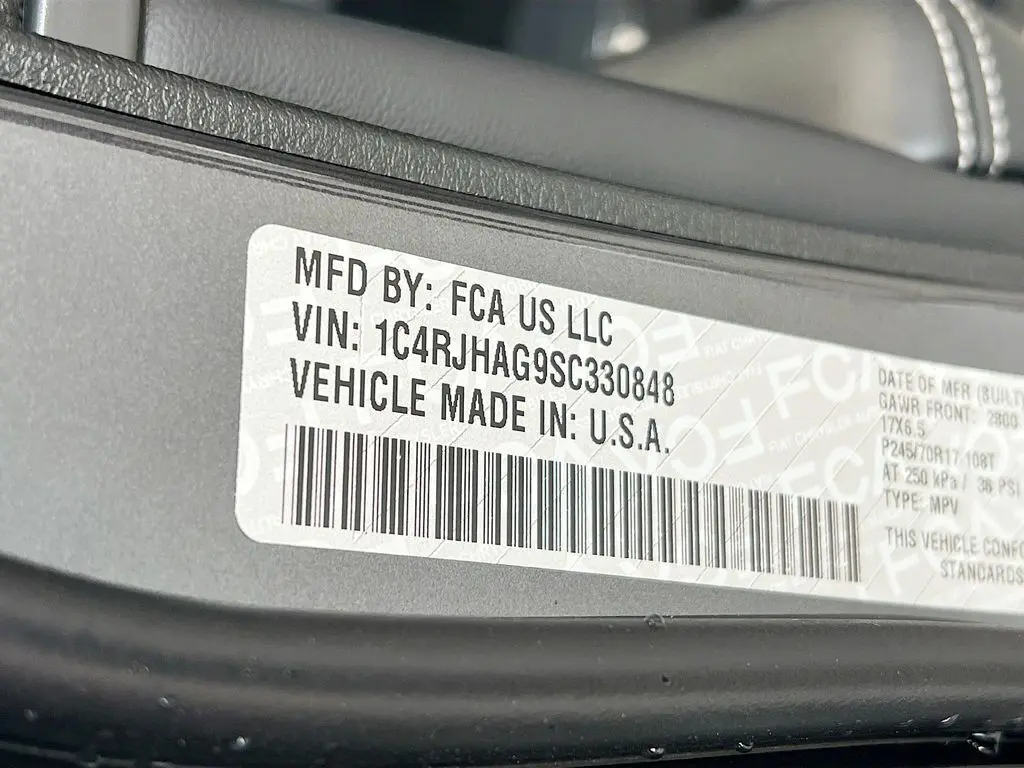 MFD BY: FCA US LLC
VIN: 1C4RJHAG9SC330848
VEHICLE MADE IN: U.S.A.
DATE OF MFR (BUILT
GAWR FRONT: 2800
17X6.5
P245/70R17 108T
AT 250 kPa / 36 PSI
TYPE: MPV
THIS VEHICLE CONFO
STANDARDS